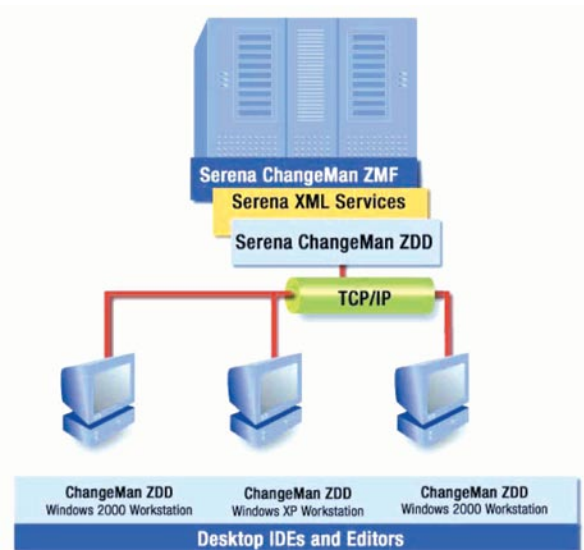 Serena ChangeMan ZMF
Serena XML Services
Serena ChangeMan ZDD
TCP/IP
ChangeMan ZDD
Windows 2000 Workstation
ChangeMan ZDD
Windows XP Workstation
ChangeMan ZDD
Windows 2000 Workstation
Desktop IDEs and Editors